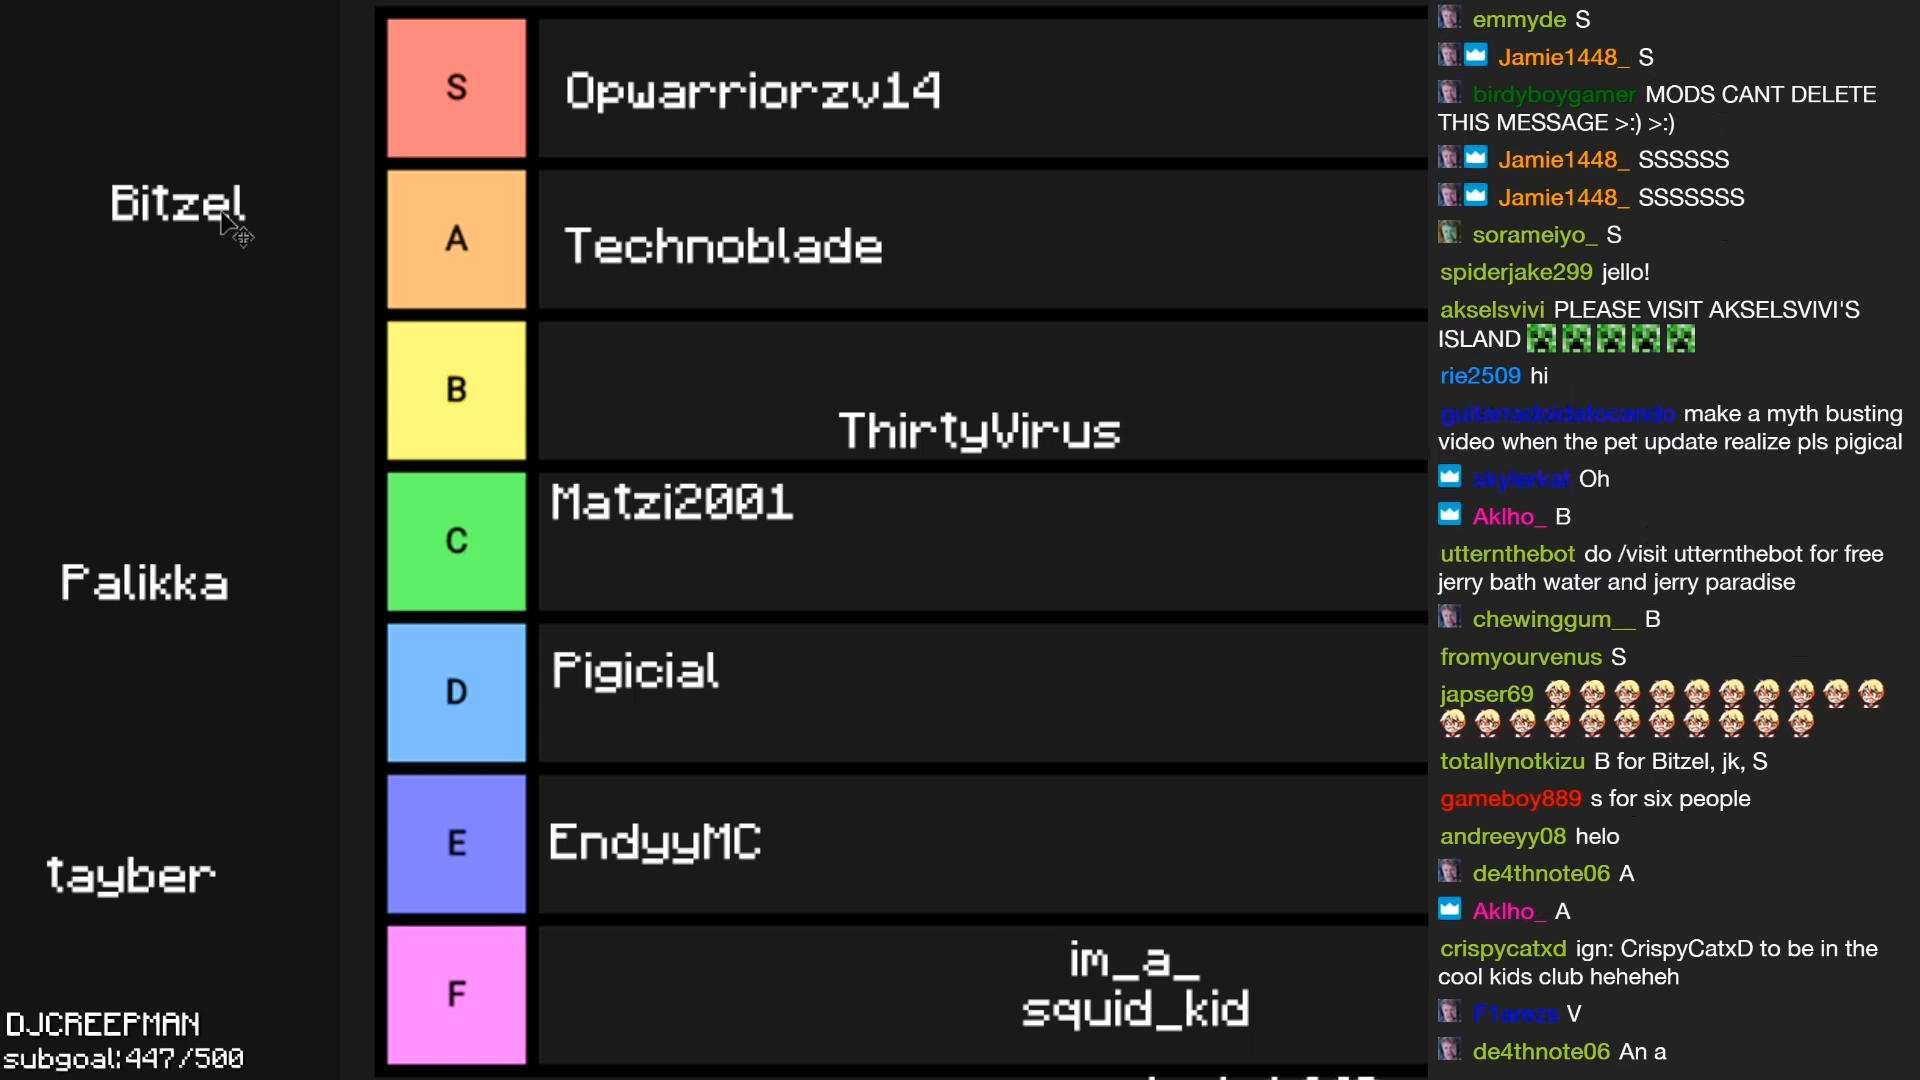 Bitzel
Palikka
tayber
DJCREEPMAN
subgoal:447/500
S
Opwarriorzv14
A
Technoblade
B
ThirtyVirus
C
Matzi2001
D
Pigicial
E
EndyyMC
F
im_a_
squid_kid
emmyde S
Jamie1448_ S
birdyboygamer MODS CANT DELETE
THIS MESSAGE >:) >:)
Jamie1448_ SSSSSS
Jamie1448_ SSSSSSS
sorameiyo_ S
spiderjake299 jello!
akselsvivi PLEASE VISIT AKSELSVIVI'S
ISLAND
rie2509 hi
guitarradoidatocando make a myth busting
video when the pet update realize pls pigical
skylerkat Oh
Aklho_ B
utternthebot do /visit utternthebot for free
jerry bath water and jerry paradise
chewinggum__ B
fromyourvenus S
japser69
totallynotkizu B for Bitzel, jk, S
gameboy889 s for six people
andreeyy08 helo
de4thnote06 A
Aklho_ A
crispycatxd ign: CrispyCatxD to be in the
cool kids club heheheh
F1arezs V
de4thnote06 An a